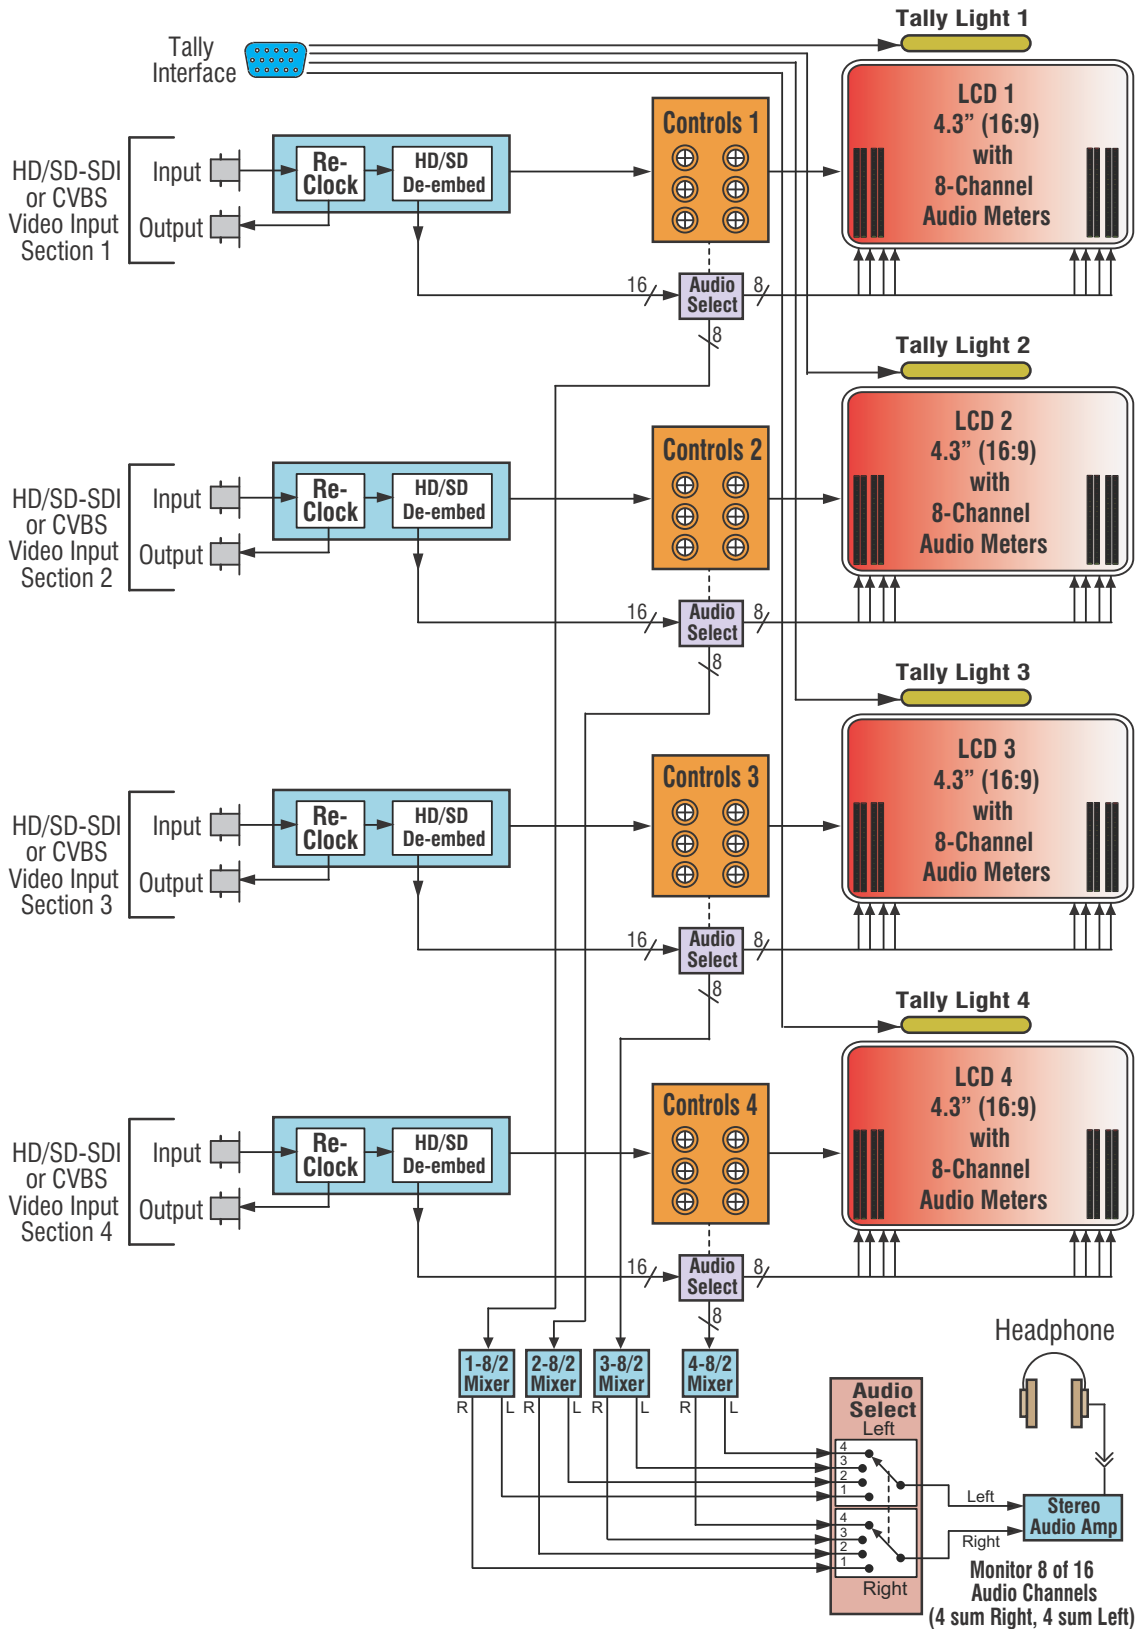 Tally Light 1
Tally
Interface
LCD 1
4.3” (16:9)
with
8-Channel
Audio Meters
Controls 1
HD/SD-SDI
or CVBS
Video Input
Section 1
Input
Output
Re-
Clock
HD/SD
De-embed
16
Audio
Select
8
8
Tally Light 2
LCD 2
4.3” (16:9)
with
8-Channel
Audio Meters
Controls 2
HD/SD-SDI
or CVBS
Video Input
Section 2
Input
Output
Re-
Clock
HD/SD
De-embed
16
Audio
Select
8
8
Tally Light 3
LCD 3
4.3” (16:9)
with
8-Channel
Audio Meters
Controls 3
HD/SD-SDI
or CVBS
Video Input
Section 3
Input
Output
Re-
Clock
HD/SD
De-embed
16
Audio
Select
8
8
Tally Light 4
LCD 4
4.3” (16:9)
with
8-Channel
Audio Meters
Controls 4
HD/SD-SDI
or CVBS
Video Input
Section 4
Input
Output
Re-
Clock
HD/SD
De-embed
16
Audio
Select
8
8
1-8/2
Mixer
R L
2-8/2
Mixer
R L
3-8/2
Mixer
R L
4-8/2
Mixer
R L
Audio
Select
Left
4
3
2
1
4
3
2
1
Right
Headphone
Left
Right
Stereo
Audio Amp
Monitor 8 of 16
Audio Channels
(4 sum Right, 4 sum Left)